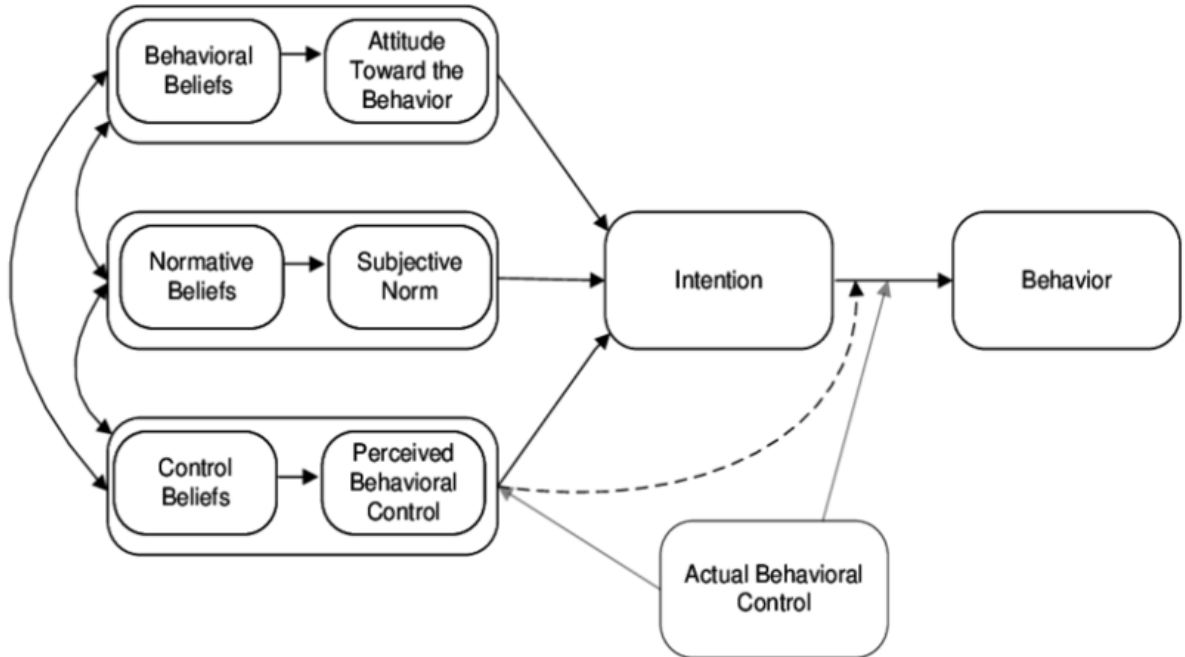 Behavioral
Beliefs
Attitude
Toward the
Behavior
Normative
Beliefs
Subjective
Norm
Intention
Behavior
Control
Beliefs
Perceived
Behavioral
Control
Actual Behavioral
Control